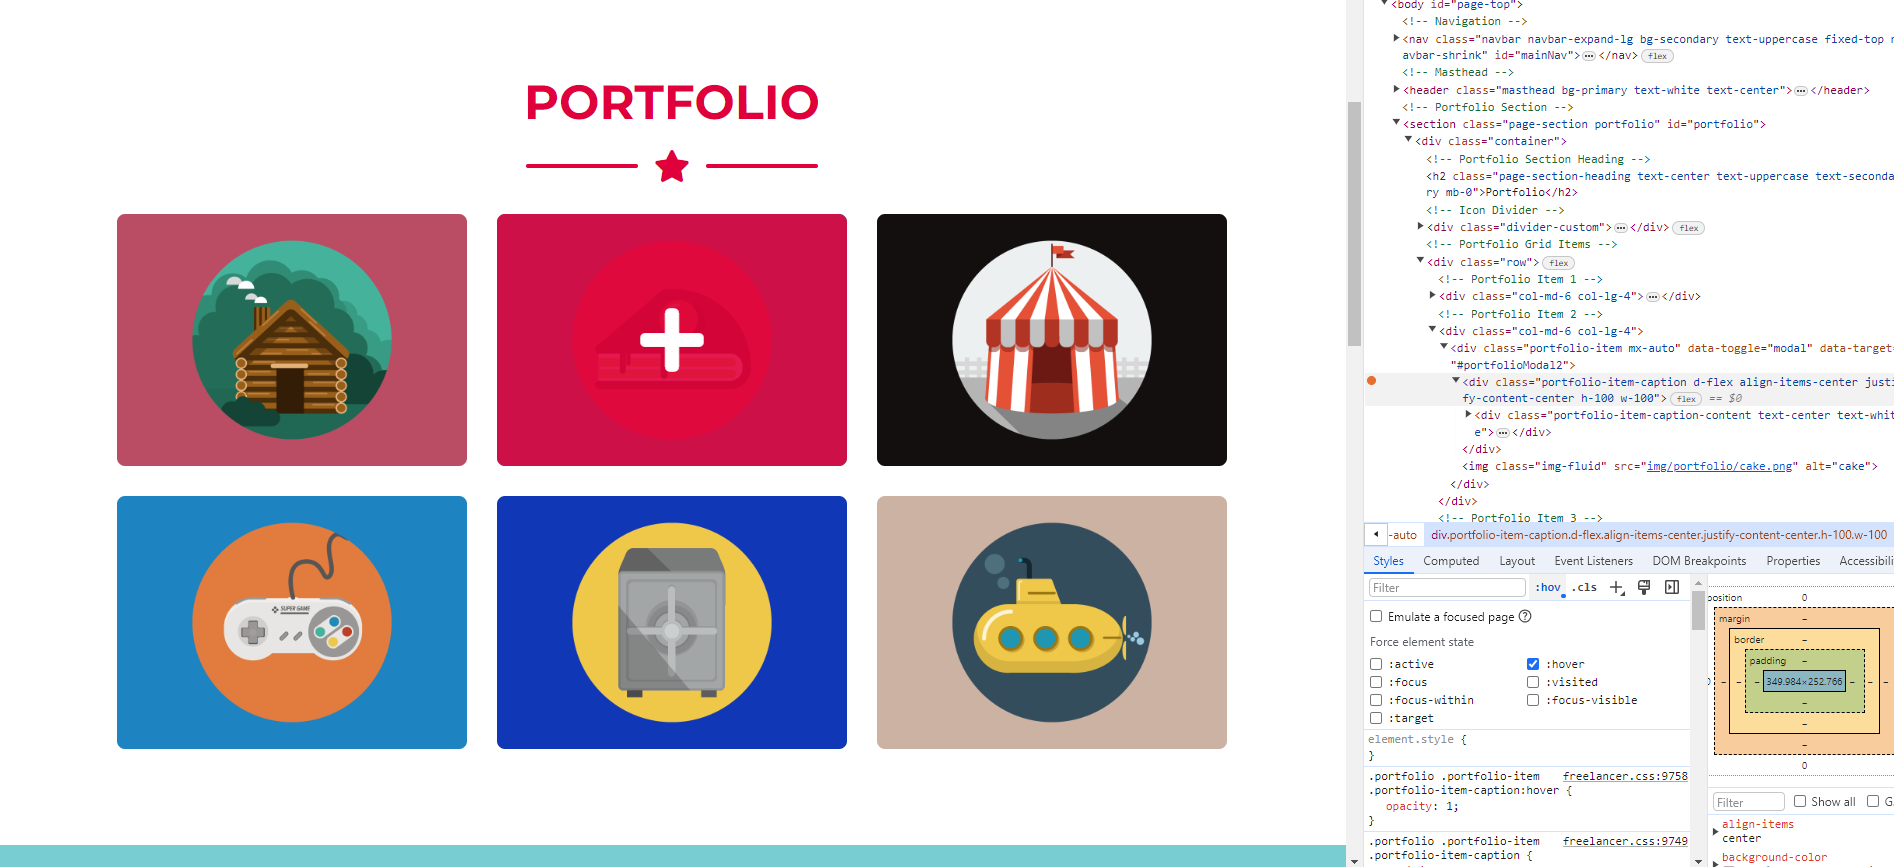 PORTFOLIO
SUPER GAME
<body id="page-top">
<!-- Navigation -->
<nav class="navbar navbar-expand-lg bg-secondary text-uppercase fixed-top
avbar-shrink" id="mainNav"> ⋯ </nav> flex
<!-- Masthead -->
<header class="masthead bg-primary text-white text-center"> ⋯ </header>
<!-- Portfolio Section -->
<section class="page-section portfolio" id="portfolio">
<div class="container">
<!-- Portfolio Section Heading -->
<h2 class="page-section-heading text-center text-uppercase text-seconda
ry mb-0">Portfolio</h2>
<!-- Icon Divider -->
<div class="divider-custom"> ⋯ </div> flex
<!-- Portfolio Grid Items -->
<div class="row"> flex
<!-- Portfolio Item 1 -->
<div class="col-md-6 col-lg-4"> ⋯ </div>
<!-- Portfolio Item 2 -->
<div class="col-md-6 col-lg-4">
<div class="portfolio-item mx-auto" data-toggle="modal" data-target=
"#portfolioModal2">
<div class="portfolio-item-caption d-flex align-items-center justi
fy-content-center h-100 w-100"> flex == $0
<div class="portfolio-item-caption-content text-center text-whit
e"> ⋯ </div>
</div>
<img class="img-fluid" src="img/portfolio/cake.png" alt="cake">
</div>
</div>
<!-- Portfolio Item 3 -->
-auto div.portfolio-item-caption.d-flex.align-items-center.justify-content-center.h-100.w-100
Styles Computed Layout Event Listeners DOM Breakpoints Properties Accessibili
Filter :hov .cls
Emulate a focused page ?
Force element state
:active :hover
:focus :visited
:focus-within :focus-visible
:target
element.style {
}
.portfolio .portfolio-item freelancer.css:9758
.portfolio-item-caption:hover {
opacity: 1;
}
.portfolio .portfolio-item freelancer.css:9749
.portfolio-item-caption {
position 0
margin –
border –
padding –
0 – – – 349.984×252.766 – – –
–
–
–
0
Filter Show all G
align-items
center
background-color